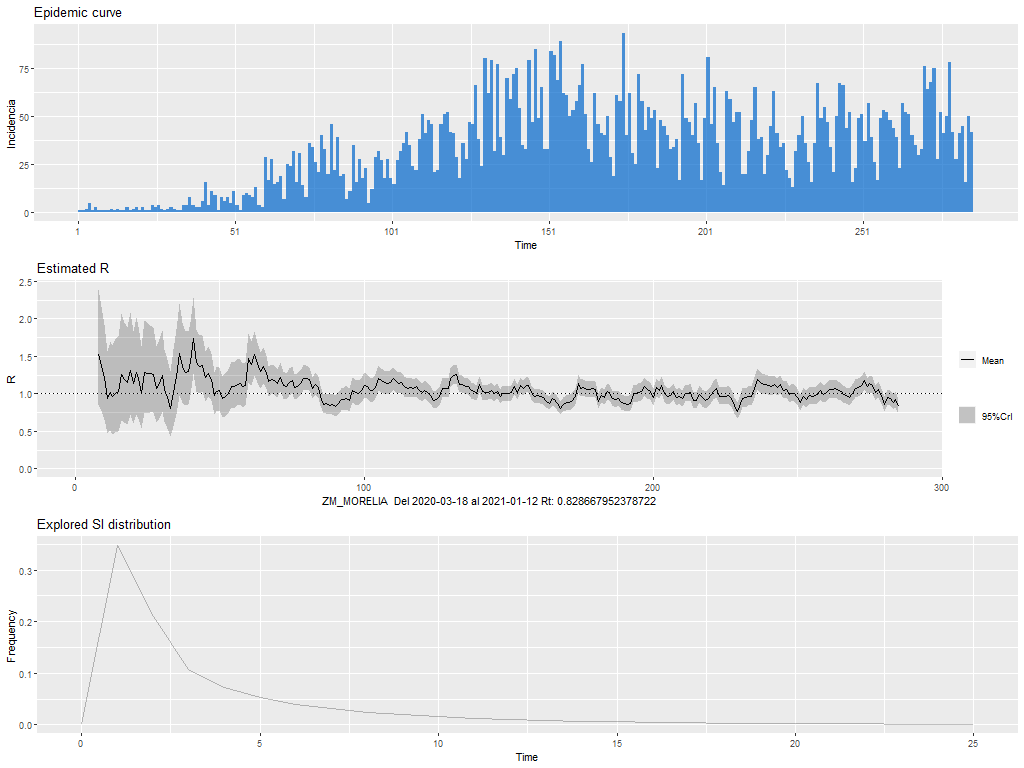 Epidemic curve
Incidencia
75
50
25
0
1
51
101
151
201
251
Time
Estimated R
R
2.5
2.0
1.5
1.0
0.5
0.0
0
100
200
300
Mean
95%CrI
ZM_MORELIA Del 2020-03-18 al 2021-01-12 Rt: 0.828667952378722
Explored SI distribution
Frequency
0.3
0.2
0.1
0.0
0
5
10
15
20
25
Time